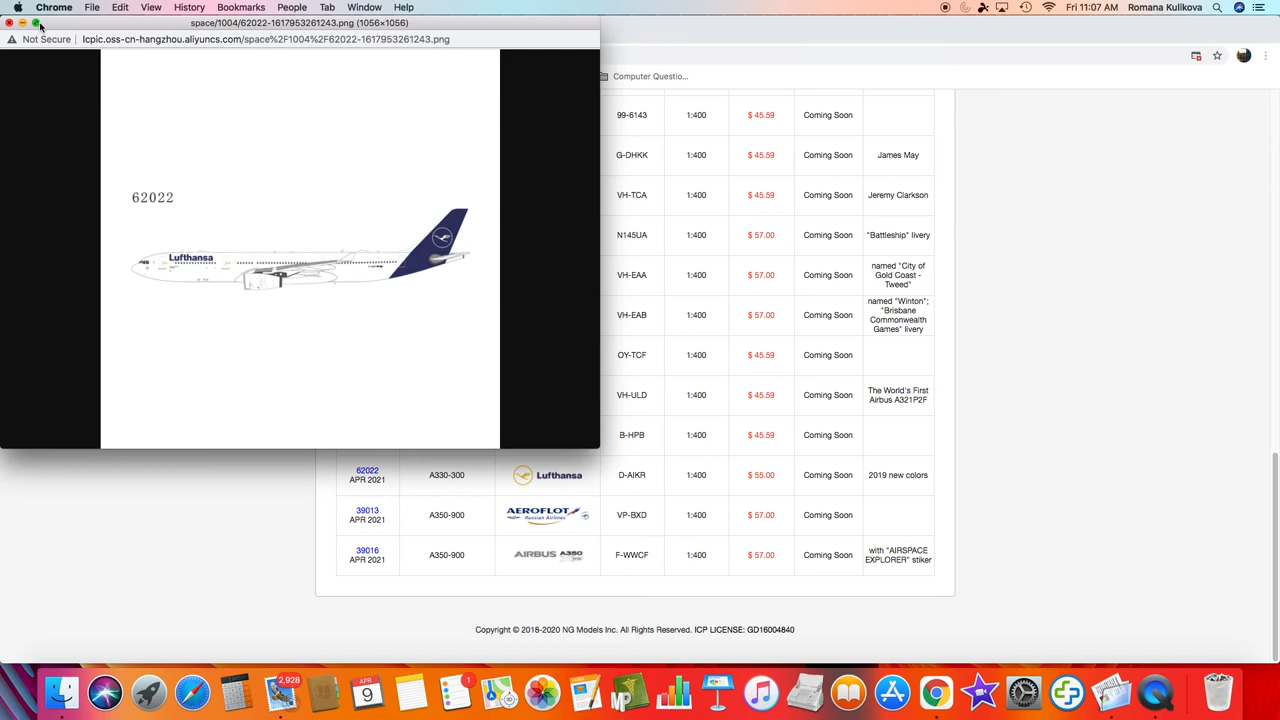 Chrome File Edit View History Bookmarks People Tab Window Help Fri 11:07 AM Romana Kulikova
space/1004/62022-1617953261243.png (1056×1056)
Not Secure lcpic.oss-cn-hangzhou.aliyuncs.com/space%2F1004%2F62022-1617953261243.png
Computer Questio...
62022
Lufthansa
99-6143 1:400 $ 45.59 Coming Soon
G-DHKK 1:400 $ 45.59 Coming Soon James May
VH-TCA 1:400 $ 45.59 Coming Soon Jeremy Clarkson
N145UA 1:400 $ 57.00 Coming Soon "Battleship" livery
VH-EAA 1:400 $ 57.00 Coming Soon named "City of
Gold Coast -
Tweed"
VH-EAB 1:400 $ 57.00 Coming Soon named "Winton";
"Brisbane
Commonwealth
Games" livery
OY-TCF 1:400 $ 45.59 Coming Soon
VH-ULD 1:400 $ 45.59 Coming Soon The World's First
Airbus A321P2F
B-HPB 1:400 $ 45.59 Coming Soon
62022
APR 2021 A330-300 Lufthansa D-AIKR 1:400 $ 55.00 Coming Soon 2019 new colors
39013
APR 2021 A350-900 AEROFLOT
Russian Airlines VP-BXD 1:400 $ 57.00 Coming Soon
39016
APR 2021 A350-900 AIRBUS A350 F-WWCF 1:400 $ 57.00 Coming Soon with "AIRSPACE
EXPLORER" stiker
Copyright © 2018-2020 NG Models Inc. All Rights Reserved. ICP LICENSE: GD16004840
2,928
APR
9
1